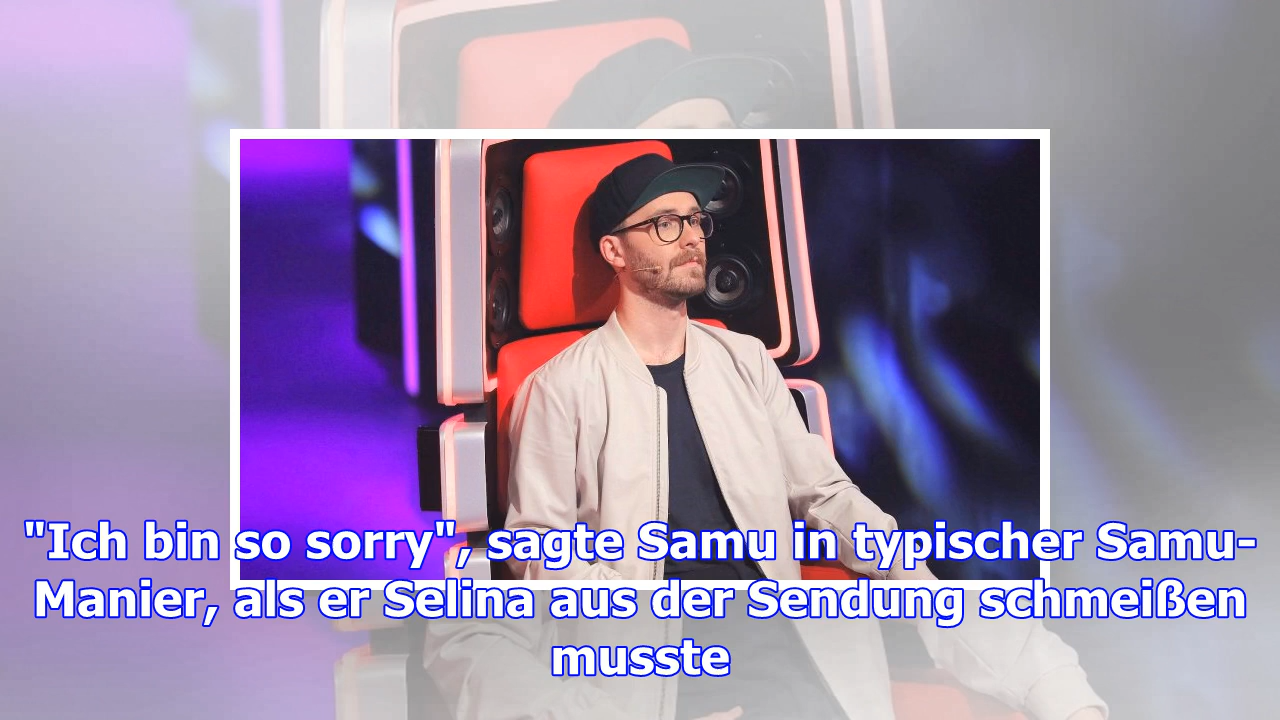 "Ich bin so sorry", sagte Samu in typischer Samu-
Manier, als er Selina aus der Sendung schmeißen
musste